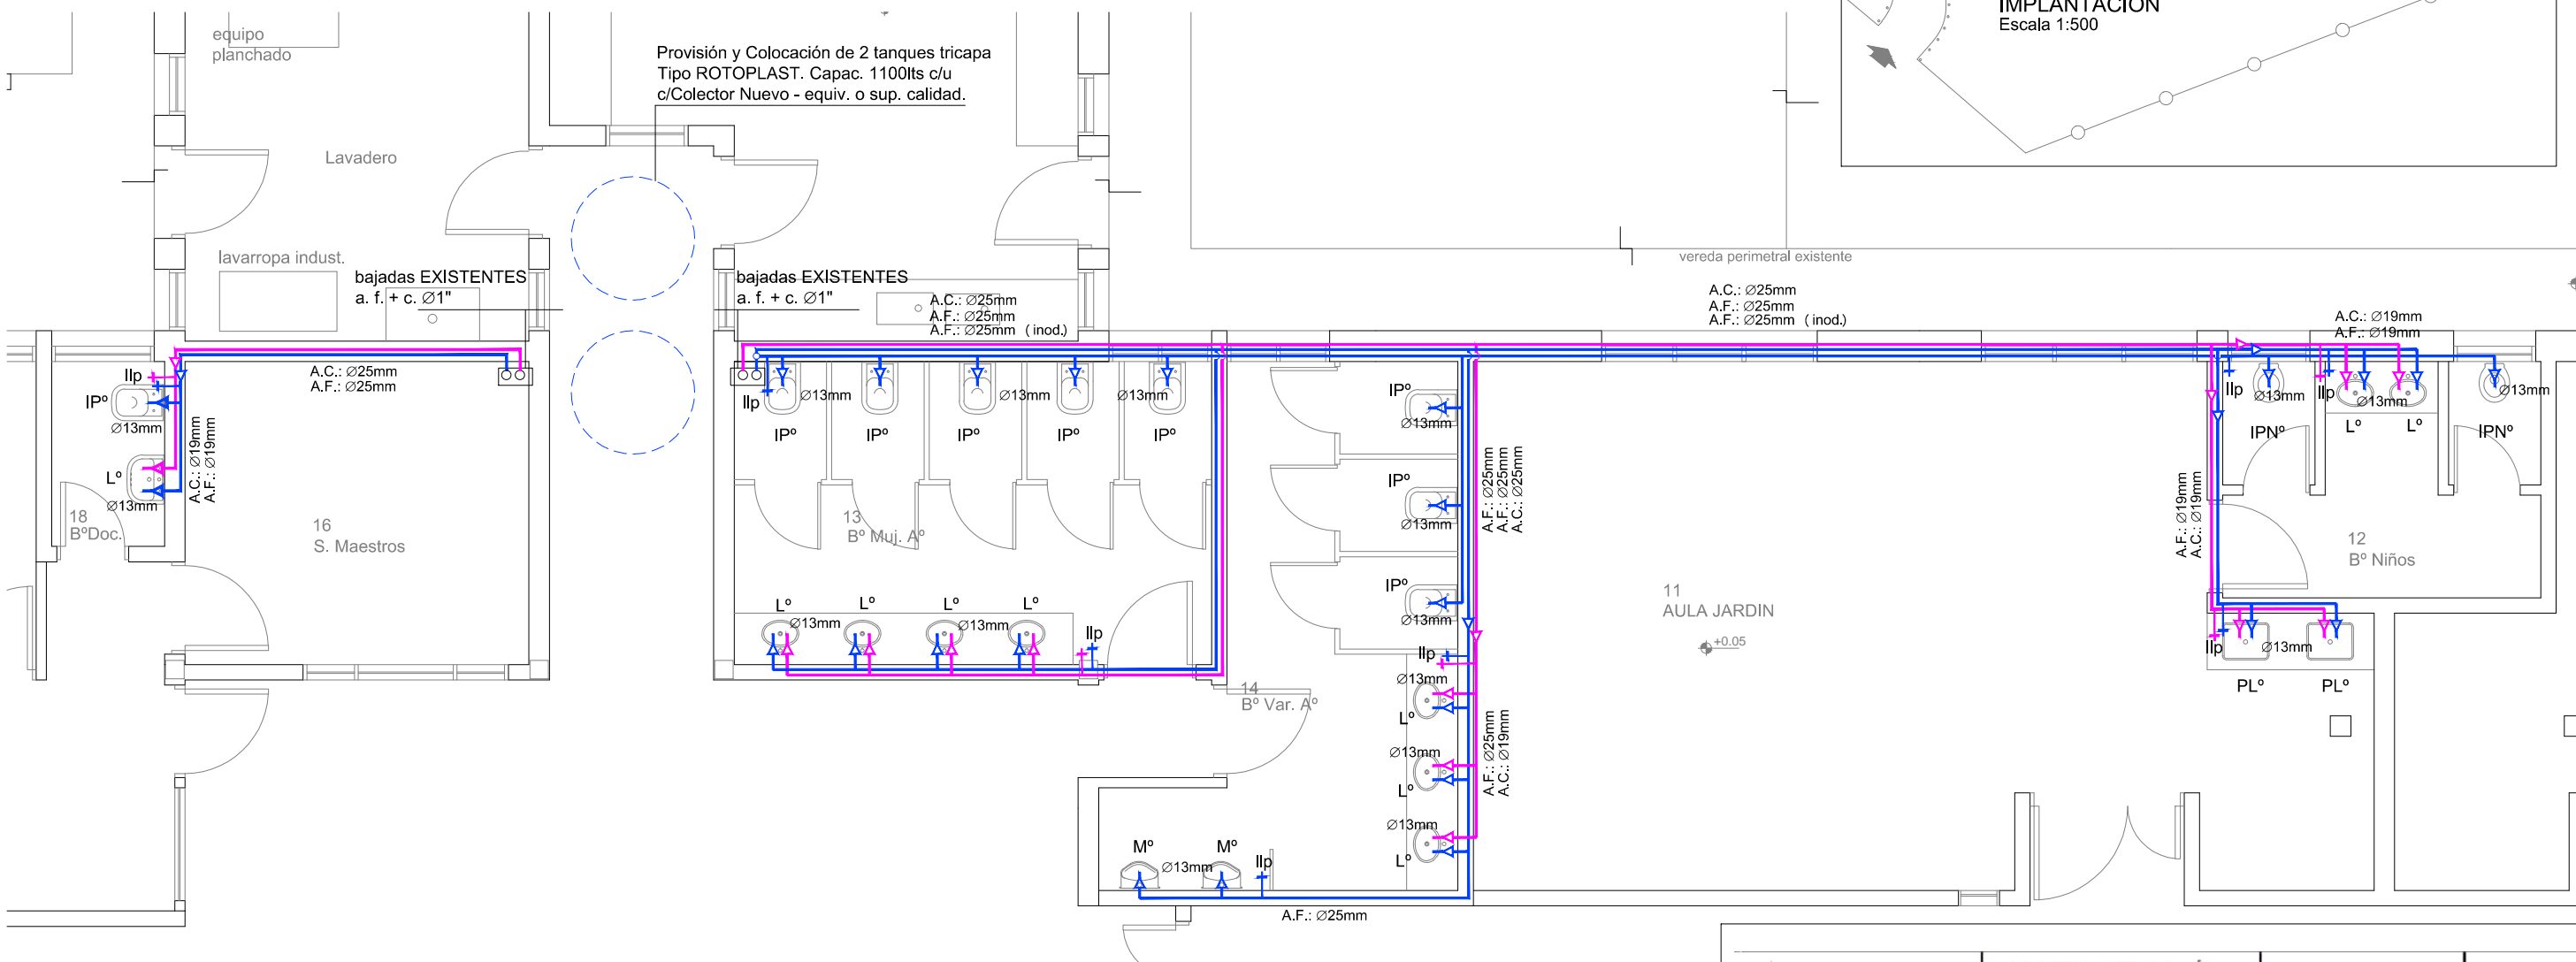 IMPLANTACION
Escala 1:500
equipo
planchado
Provisión y Colocación de 2 tanques tricapa
Tipo ROTOPLAST. Capac. 1100lts c/u
c/Colector Nuevo - equiv. o sup. calidad.
Lavadero
lavarropa indust.
bajadas EXISTENTES
a. f. + c. Ø1"
bajadas EXISTENTES
a. f. + c. Ø1"
A.C.: Ø25mm
A.F.: Ø25mm
A.F.: Ø25mm ( inod.)
vereda perimetral existente
A.C.: Ø25mm
A.F.: Ø25mm
A.F.: Ø25mm ( inod.)
A.C.: Ø19mm
A.F.: Ø19mm
A.C.: Ø25mm
A.F.: Ø25mm
llp
IPº
Ø13mm
A.C.: Ø19mm
A.F.: Ø19mm
Lº
Ø13mm
18
BºDoc.
16
S. Maestros
llp
Ø13mm
Ø13mm
Ø13mm
IPº
IPº
IPº
IPº
IPº
13
Bº Muj. Aº
Lº
Lº
Lº
Lº
Ø13mm
Ø13mm
llp
IPº
Ø13mm
IPº
Ø13mm
IPº
Ø13mm
A.F.: Ø25mm
A.F.: Ø25mm
A.C.: Ø25mm
llp
Ø13mm
Lº
Ø13mm
Lº
Ø13mm
Lº
A.F.: Ø25mm
A.C.: Ø19mm
14
Bº Var. Aº
Mº
Mº
Ø13mm
llp
A.F.: Ø25mm
11
AULA JARDIN
+0.05
llp
Ø13mm
llp
Ø13mm
Ø13mm
IPNº
Lº
Lº
IPNº
A.F.: Ø19mm
A.C.: Ø19mm
12
Bº Niños
llp
Ø13mm
PLº
PLº